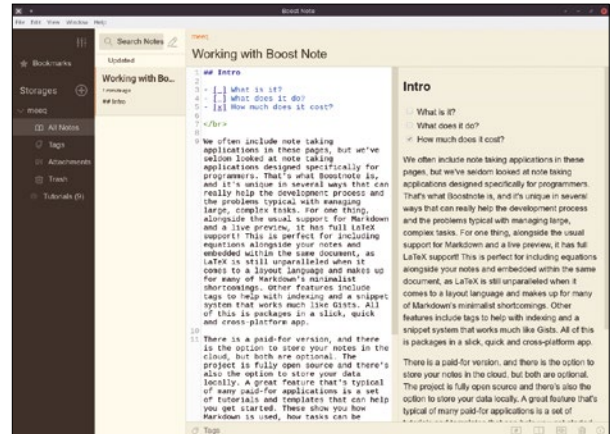 Boost Note
File Edit View Window Help
Bookmarks
Storages
meeq
All Notes
Tags
Attachments
Trash
Tutorials (9)
Search Notes
Updated
Working with Bo...
## Intro
meeq
Working with Boost Note
1 ## Intro
2
3 - [_] What is it?
4 - [_] What does it do?
5 - [x] How much does it cost?
6
7 </br>
8
9 We often include note taking
applications in these pages, but we've
seldom looked at note taking
applications designed specifically for
programmers. That's what Boostnote is,
and it's unique in several ways that can
really help the development process and
the problems typical with managing
large, complex tasks. For one thing,
alongside the usual support for Markdown
and a live preview, it has full LaTeX
support! This is perfect for including
equations alongside your notes and
embedded within the same document, as
LaTeX is still unparalleled when it
comes to a layout language and makes up
for many of Markdown's minimalist
shortcomings. Other features include
tags to help with indexing and a snippet
system that works much like Gists. All
of this is packages in a slick, quick
and cross-platform app.
10
11 There is a paid-for version, and there
is the option to store your notes in the
cloud, but both are optional. The
project is fully open source and there's
also the option to store your data
locally. A great feature that's typical
of many paid-for applications is a set
of tutorials and templates that can help
you get started. These show you how
Markdown is used, how tasks can be
Intro
What is it?
What does it do?
How much does it cost?
We often include note taking applications in these
pages, but we've seldom looked at note taking
applications designed specifically for programmers.
That's what Boostnote is, and it's unique in several
ways that can really help the development process
and the problems typical with managing large,
complex tasks. For one thing, alongside the usual
support for Markdown and a live preview, it has full
LaTeX support! This is perfect for including equations
alongside your notes and embedded within the same
document, as LaTeX is still unparalleled when it
comes to a layout language and makes up for many
of Markdown's minimalist shortcomings. Other
features include tags to help with indexing and a
snippet system that works much like Gists. All of this
is packages in a slick, quick and cross-platform app.
There is a paid-for version, and there is the option to
store your notes in the cloud, but both are optional.
The project is fully open source and there's also the
option to store your data locally. A great feature that's
typical of many paid-for applications is a set of
Tags